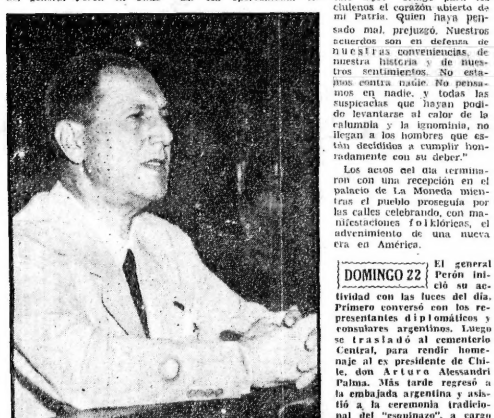 chilenos el corazón abierto de
mi Patria. Quien haya pen-
sado mal, prejuzgó. Nuestros
acuerdos son en defensa de
nuestras conveniencias, de
nuestra historia y de nues-
tros sentimientos. No esta-
mos contra nadie. No pensa-
mos en nadie, y todas las
suspicacias que hayan podi-
do levantarse al calor de la
calumnia y la ignominia, no
llegan a los hombres que es-
tán decididos a cumplir hon-
radamente con su deber."
Los actos del día termina-
ron con una recepción en el
palacio de La Moneda mien-
tras el pueblo proseguía por
las calles celebrando, con ma-
nifestaciones folklóricas, el
advenimiento de una nueva
era en América.
DOMINGO 22
El general
Perón ini-
ció su ac-
tividad con las luces del día.
Primero conversó con los re-
presentantes diplomáticos y
consulares argentinos. Luego
se trasladó al cementerio
Central, para rendir home-
naje al ex presidente de Chi-
le, don Arturo Alessandri
Palma. Más tarde regresó a
la embajada argentina y asis-
tió a la ceremonia tradicio-
nal del "esquinazo", a cargo